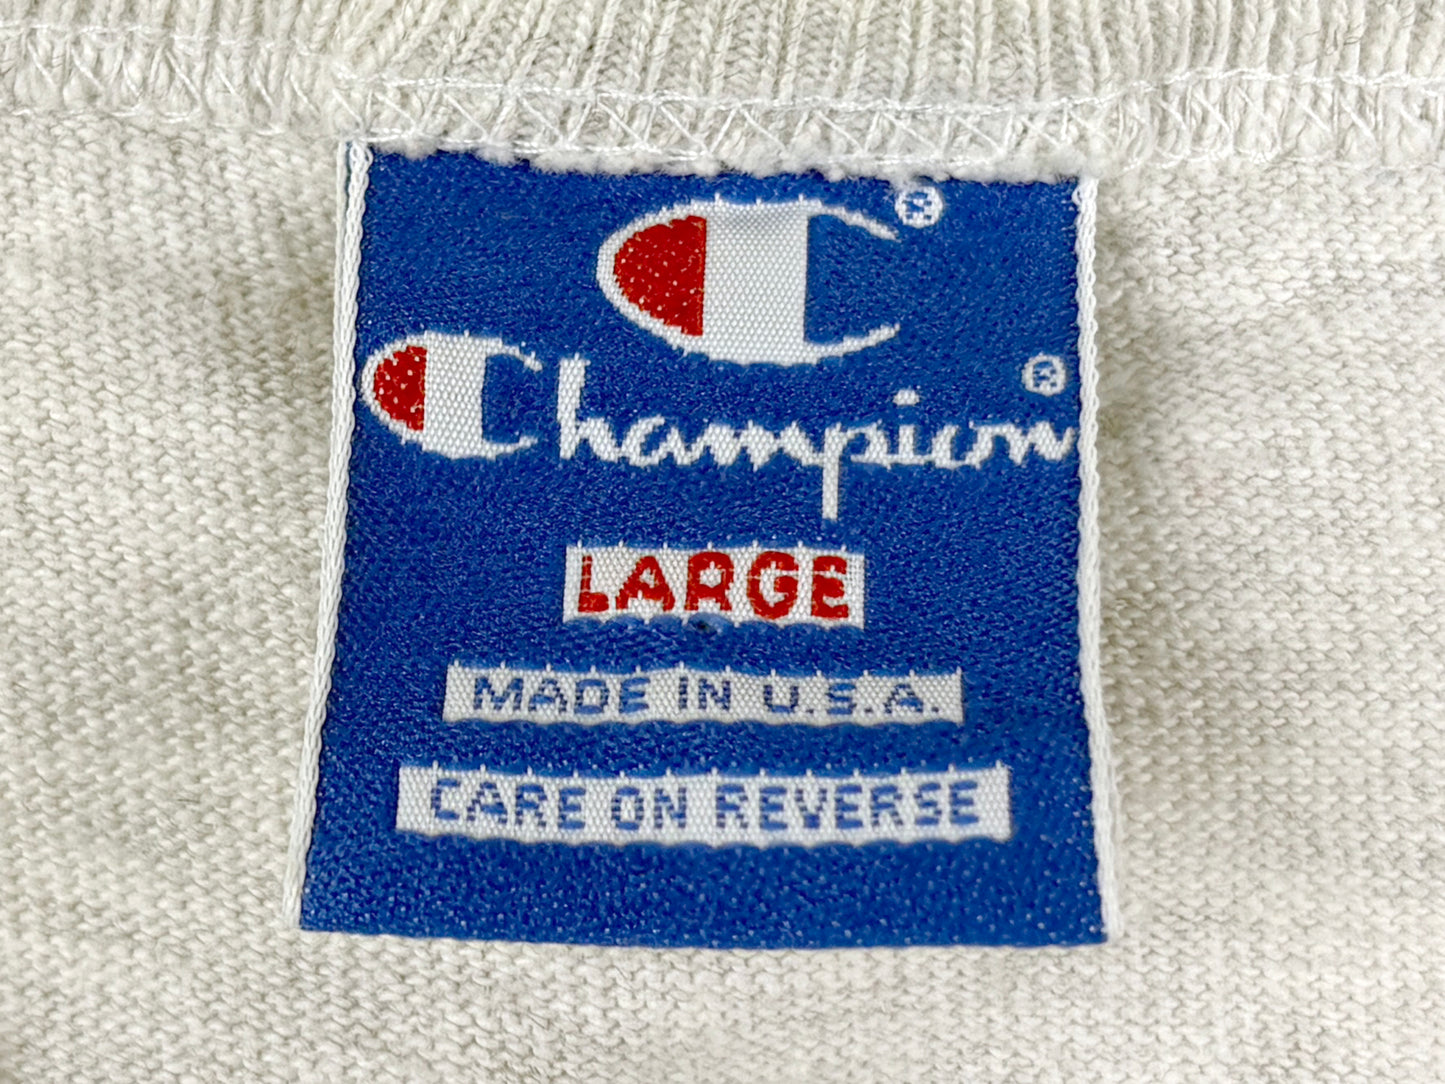 C®
Champion®
LARGE
MADE IN U.S.A.
CARE ON REVERSE